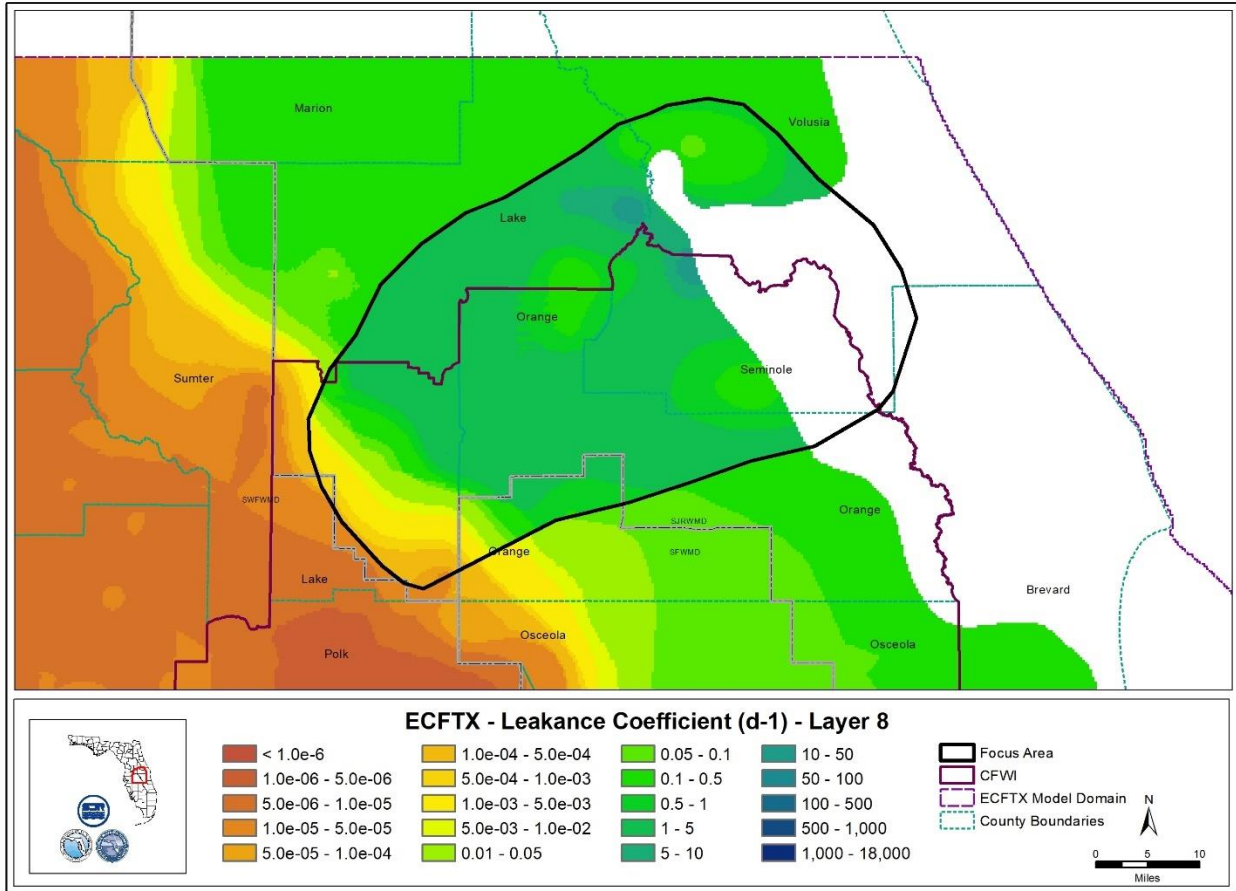 Marion
Volusia
Lake
Orange
Sumter
Seminole
SWFWMD
Orange
SJRWMD
Orange
SFWMD
Lake
Brevard
Osceola
Osceola
Polk
ECFTX - Leakance Coefficient (d-1) - Layer 8
< 1.0e-6
1.0e-06 - 5.0e-06
5.0e-06 - 1.0e-05
1.0e-05 - 5.0e-05
5.0e-05 - 1.0e-04
1.0e-04 - 5.0e-04
5.0e-04 - 1.0e-03
1.0e-03 - 5.0e-03
5.0e-03 - 1.0e-02
0.01 - 0.05
0.05 - 0.1
0.1 - 0.5
0.5 - 1
1 - 5
5 - 10
10 - 50
50 - 100
100 - 500
500 - 1,000
1,000 - 18,000
Focus Area
CFWI
ECFTX Model Domain
County Boundaries
N
0 5 10
Miles